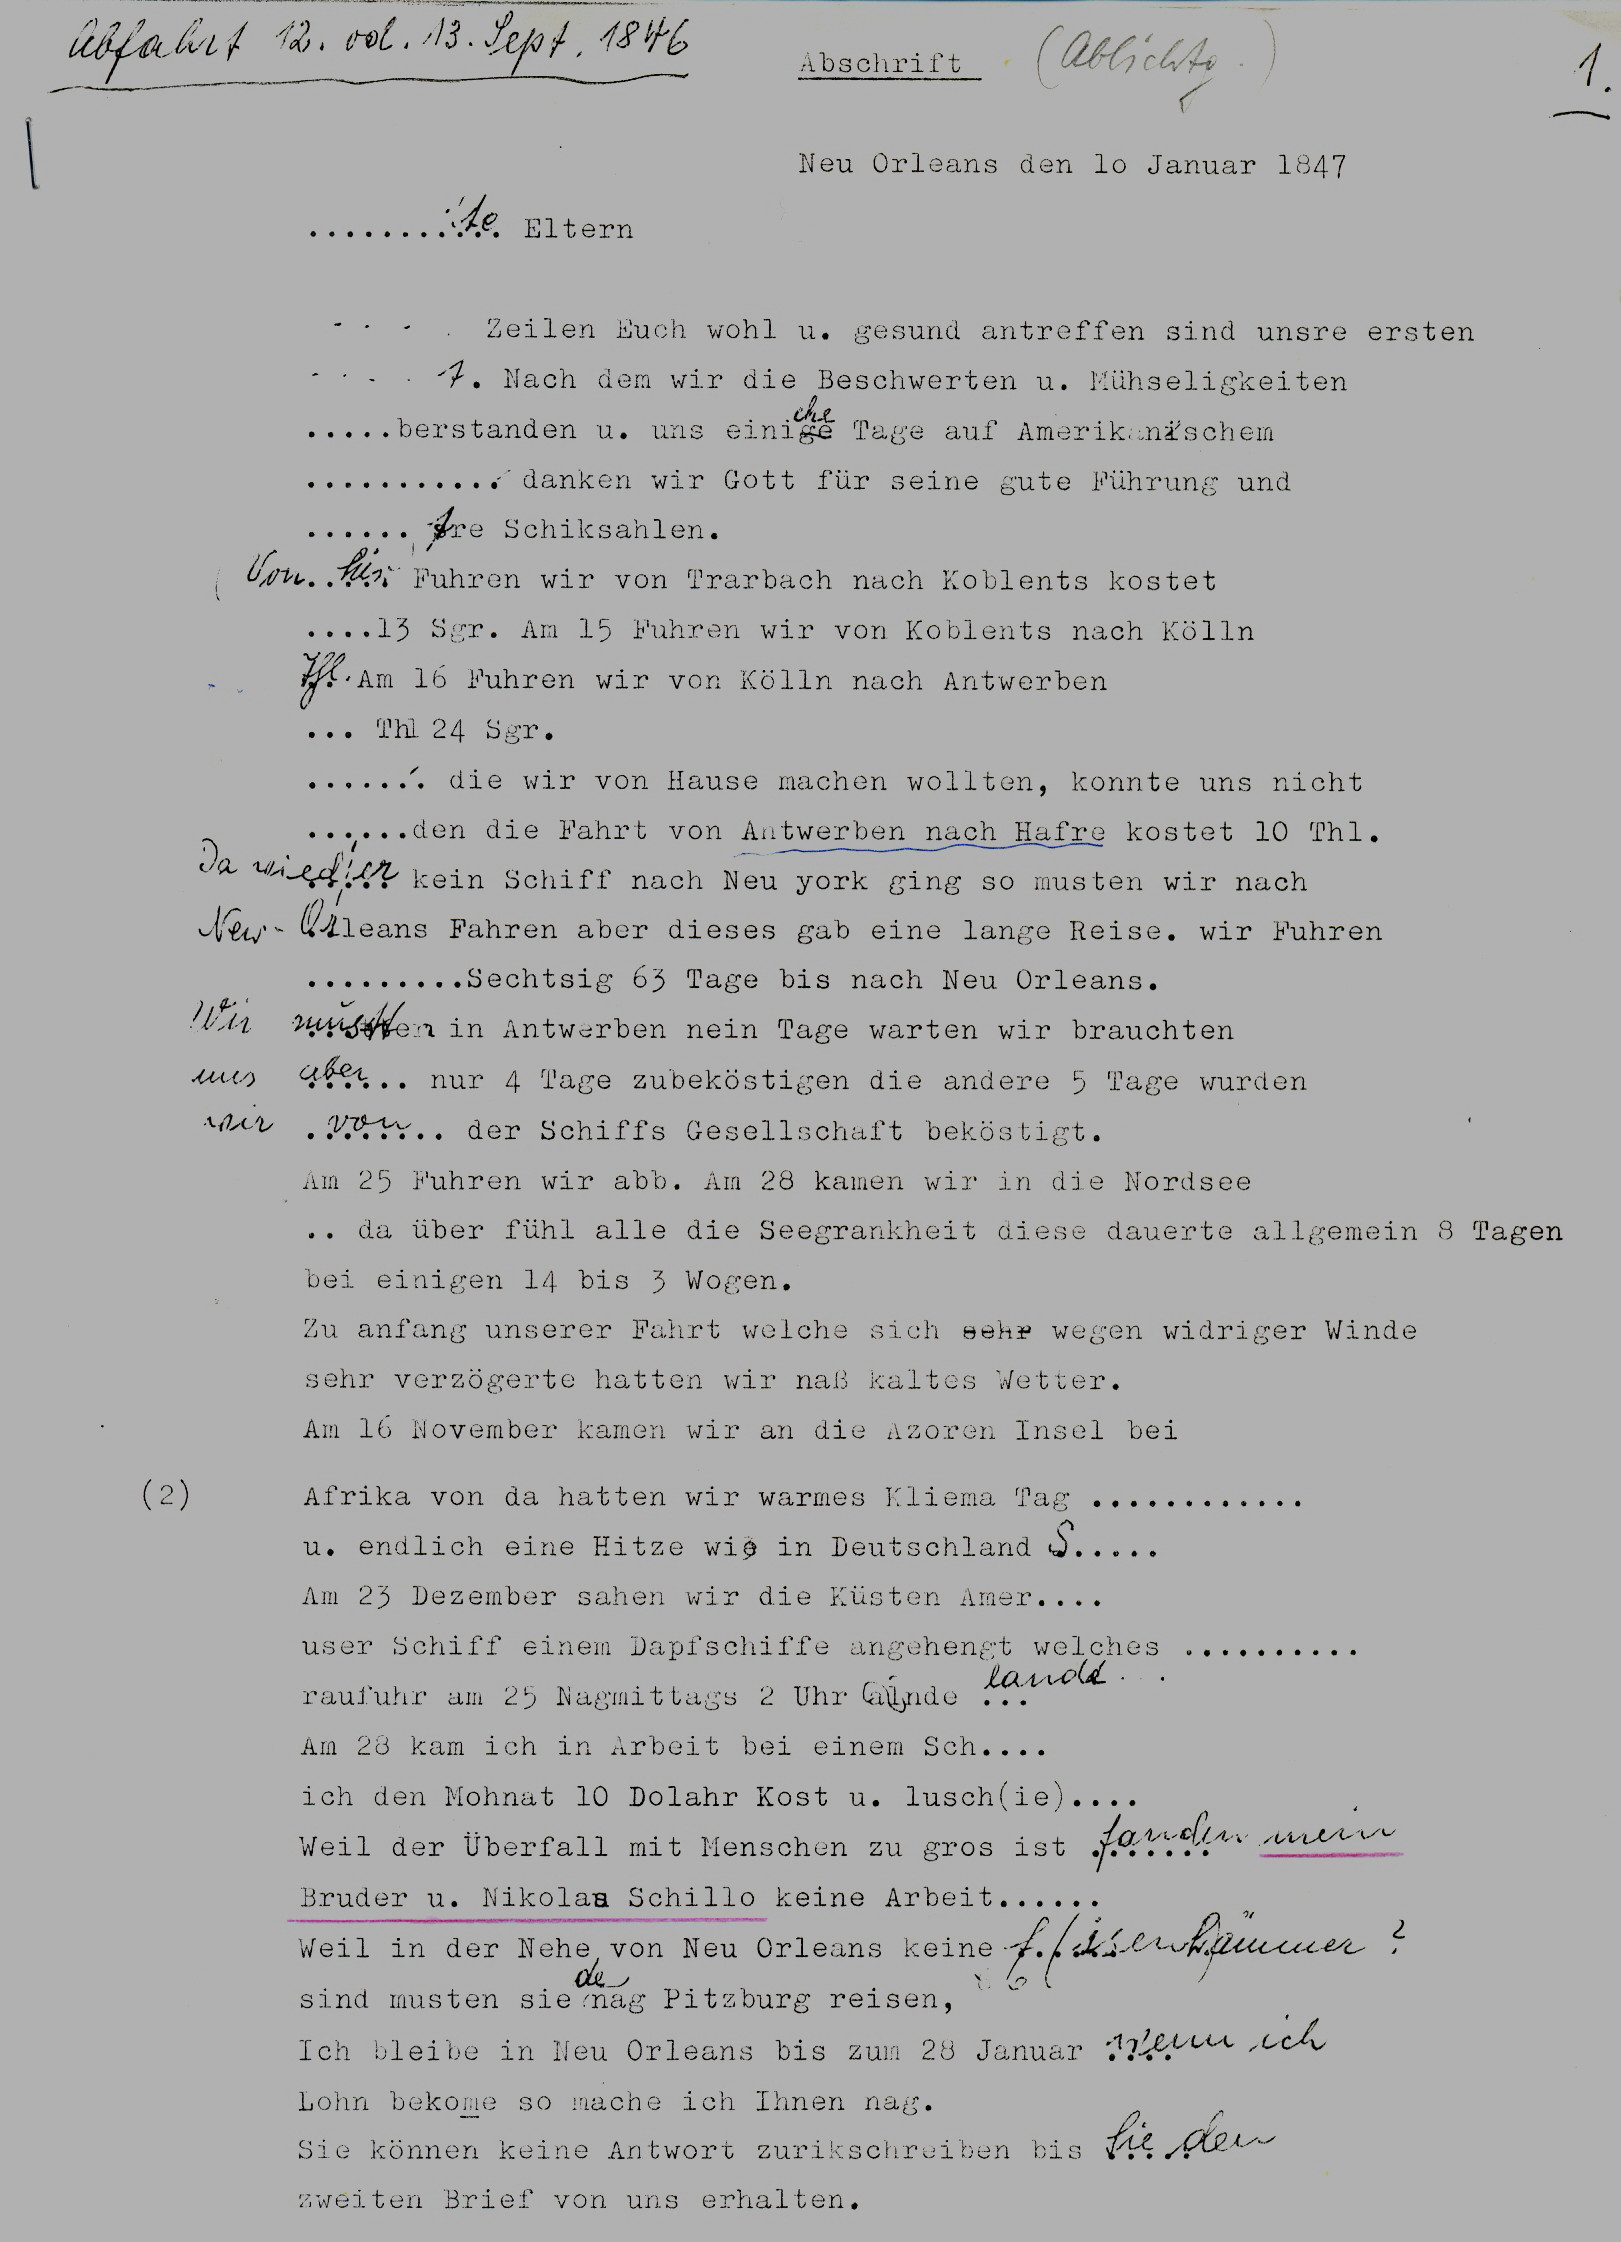 Abfahrt 12. od. 13. Sept. 1846
Abschrift (Ablichtg.) 1.
Neu Orleans den 1o Januar 1847
...........te Eltern
. . . . Zeilen Euch wohl u. gesund antreffen sind unsre ersten
. . . . t. Nach dem wir die Beschwerten u. Mühseligkeiten
.....berstanden u. uns einiche Tage auf Amerikanischem
........... danken wir Gott für seine gute Führung und
...... re Schiksahlen.
Von hir Fuhren wir von Trarbach nach Koblents kostet
....13 Sgr. Am 15 Fuhren wir von Koblents nach Kölln
Thl. Am 16 Fuhren wir von Kölln nach Antwerben
... Thl 24 Sgr.
....... die wir von Hause machen wollten, konnte uns nicht
......den die Fahrt von Antwerben nach Hafre kostet 10 Thl.
Da wieder kein Schiff nach Neu york ging so musten wir nach
New-Orleans Fahren aber dieses gab eine lange Reise. wir Fuhren
.........Sechtsig 63 Tage bis nach Neu Orleans.
Wir mussten in Antwerben nein Tage warten wir brauchten
uns aber .. nur 4 Tage zubeköstigen die andere 5 Tage wurden
wir von .. der Schiffs Gesellschaft beköstigt.
Am 25 Fuhren wir abb. Am 28 kamen wir in die Nordsee
.. da über fühl alle die Seegrankheit diese dauerte allgemein 8 Tagen
bei einigen 14 bis 3 Wogen.
Zu anfang unserer Fahrt welche sich sehr wegen widriger Winde
sehr verzögerte hatten wir naß kaltes Wetter.
Am 16 November kamen wir an die Azoren Insel bei
(2) Afrika von da hatten wir warmes Kliema Tag ............
u. endlich eine Hitze wie in Deutschland S.....
Am 23 Dezember sahen wir die Küsten Amer....
user Schiff einem Dapfschiffe angehengt welches ..........
raufuhr am 25 Nagmittags 2 Uhr ... lande . .
Am 28 kam ich in Arbeit bei einem Sch....
ich den Mohnat 10 Dolahr Kost u. lusch(ie)....
Weil der Überfall mit Menschen zu gros ist fanden mein
Bruder u. Nikolaa Schillo keine Arbeit......
Weil in der Nehe von Neu Orleans keine Eisenhämmer ?
sind musten sie de nag Pitzburg reisen,
Ich bleibe in Neu Orleans bis zum 28 Januar wenn ich
Lohn bekome so mache ich Ihnen nag.
Sie können keine Antwort zurikschreiben bis Sie den
zweiten Brief von uns erhalten.